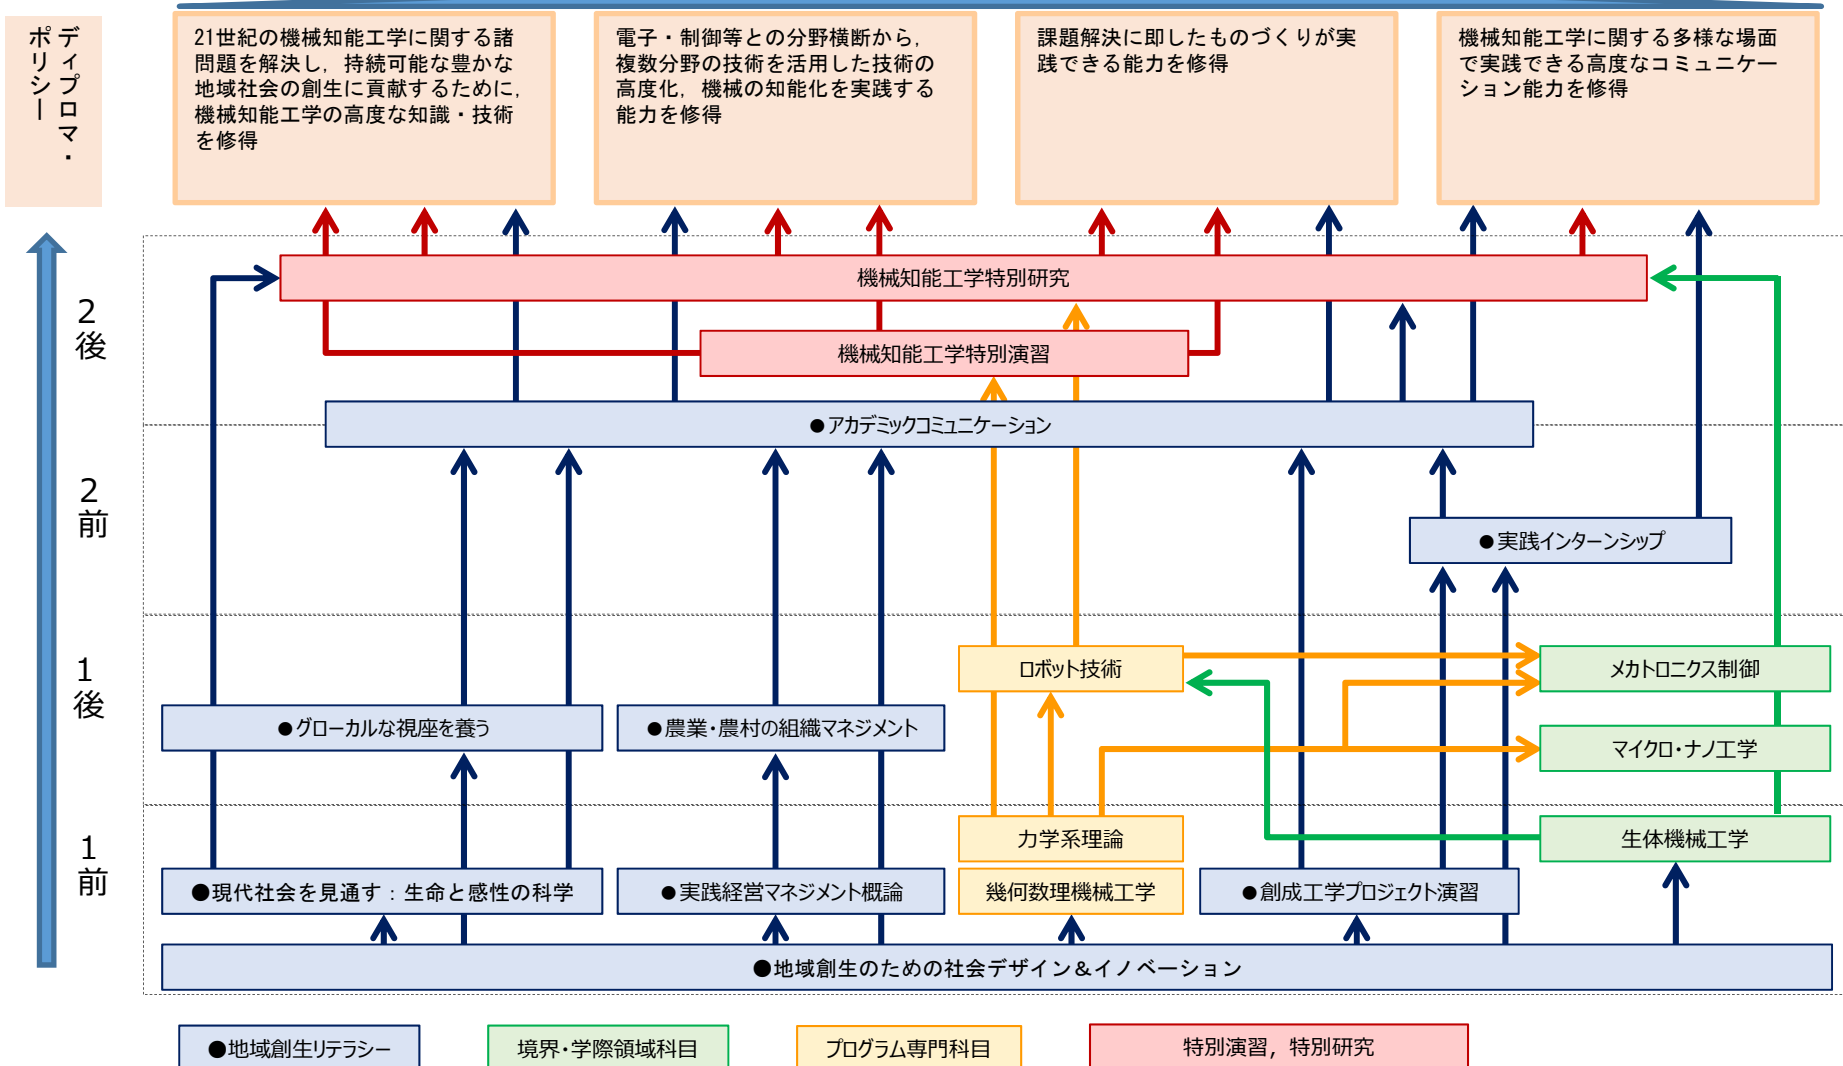 ディプロマ・
ポリシー
21世紀の機械知能工学に関する諸
問題を解決し，持続可能な豊かな
地域社会の創生に貢献するために，
機械知能工学の高度な知識・技術
を修得
電子・制御等との分野横断から，
複数分野の技術を活用した技術の
高度化，機械の知能化を実践する
能力を修得
課題解決に即したものづくりが実
践できる能力を修得
機械知能工学に関する多様な場面
で実践できる高度なコミュニケー
ション能力を修得
2後
機械知能工学特別研究
機械知能工学特別演習
●アカデミックコミュニケーション
2前
●実践インターンシップ
1後
ロボット技術
メカトロニクス制御
●グローカルな視座を養う
●農業・農村の組織マネジメント
マイクロ・ナノ工学
1前
力学系理論
生体機械工学
●現代社会を見通す：生命と感性の科学
●実践経営マネジメント概論
幾何数理機械工学
●創成工学プロジェクト演習
●地域創生のための社会デザイン＆イノベーション
●地域創生リテラシー
境界・学際領域科目
プログラム専門科目
特別演習，特別研究